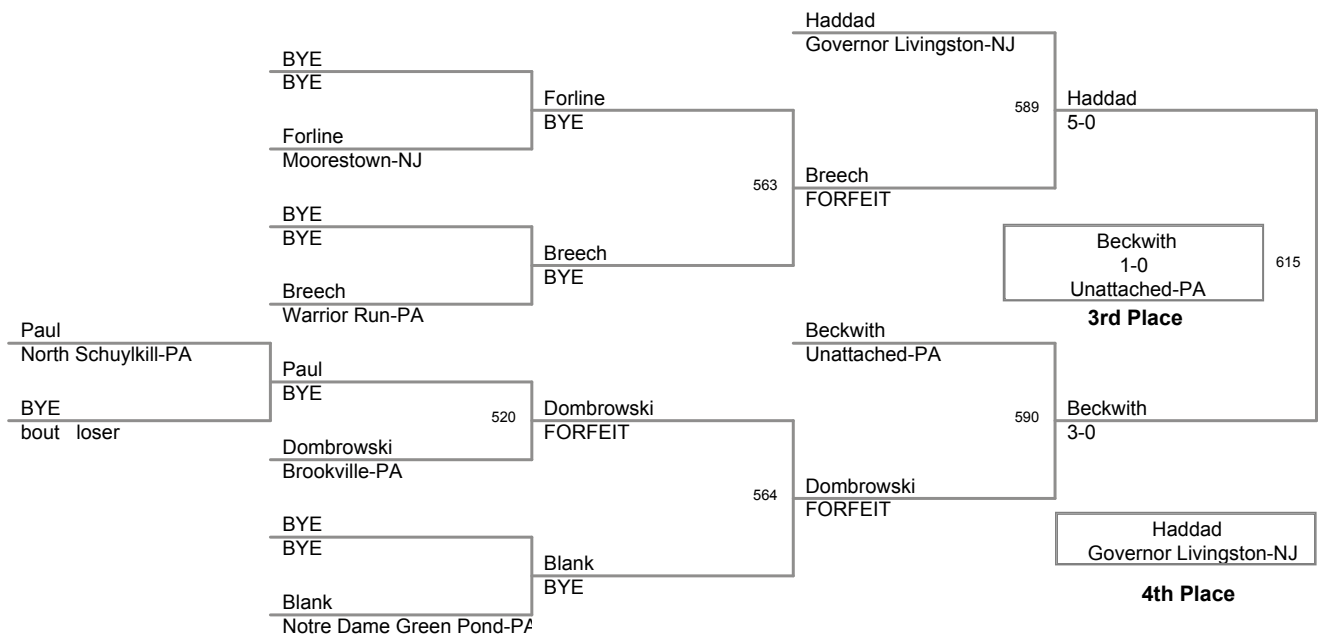 Haddad
Governor Livingston-NJ
BYE
BYE
Forline
BYE
589
Haddad
5-0
Forline
Moorestown-NJ
563
Breech
FORFEIT
BYE
BYE
Breech
BYE
Beckwith
1-0
Unattached-PA
615
3rd Place
Breech
Warrior Run-PA
Paul
North Schuylkill-PA
Beckwith
Unattached-PA
Paul
BYE
BYE
bout loser
520
Dombrowski
FORFEIT
590
Beckwith
3-0
Dombrowski
Brookville-PA
564
Dombrowski
FORFEIT
BYE
BYE
Haddad
Governor Livingston-NJ
4th Place
Blank
BYE
Blank
Notre Dame Green Pond-PA